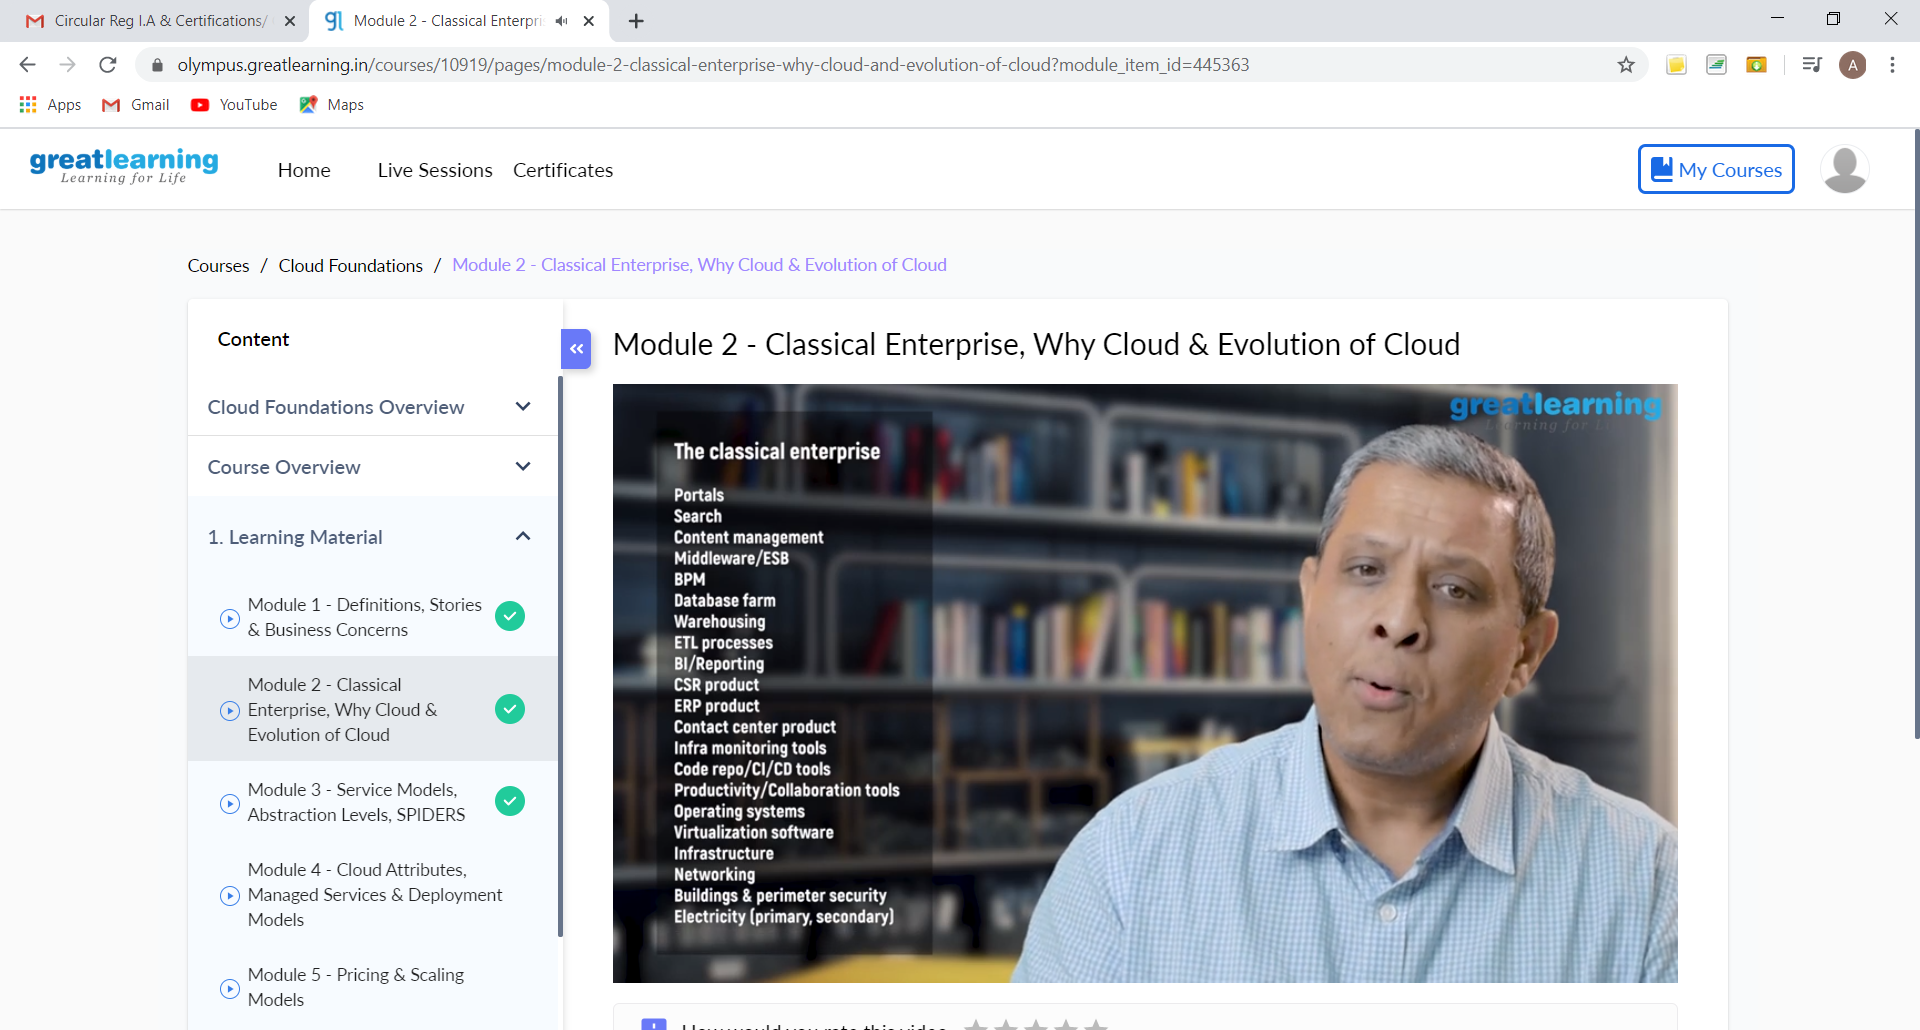 Circular Reg I.A & Certifications/
Module 2 - Classical Enterpri
olympus.greatlearning.in/courses/10919/pages/module-2-classical-enterprise-why-cloud-and-evolution-of-cloud?module_item_id=445363
A
Apps
Gmail
YouTube
Maps
greatlearning
Learning for Life
Home
Live Sessions
Certificates
My Courses
Courses / Cloud Foundations / Module 2 - Classical Enterprise, Why Cloud & Evolution of Cloud
Content
Cloud Foundations Overview
Course Overview
1. Learning Material
Module 1 - Definitions, Stories
& Business Concerns
Module 2 - Classical
Enterprise, Why Cloud &
Evolution of Cloud
Module 3 - Service Models,
Abstraction Levels, SPIDERS
Module 4 - Cloud Attributes,
Managed Services & Deployment
Models
Module 5 - Pricing & Scaling
Models
Module 2 - Classical Enterprise, Why Cloud & Evolution of Cloud
greatlearning
Learning for Life
The classical enterprise
Portals
Search
Content management
Middleware/ESB
BPM
Database farm
Warehousing
ETL processes
BI/Reporting
CSR product
ERP product
Contact center product
Infra monitoring tools
Code repo/CI/CD tools
Productivity/Collaboration tools
Operating systems
Virtualization software
Infrastructure
Networking
Buildings & perimeter security
Electricity (primary, secondary)
How would you rate this video